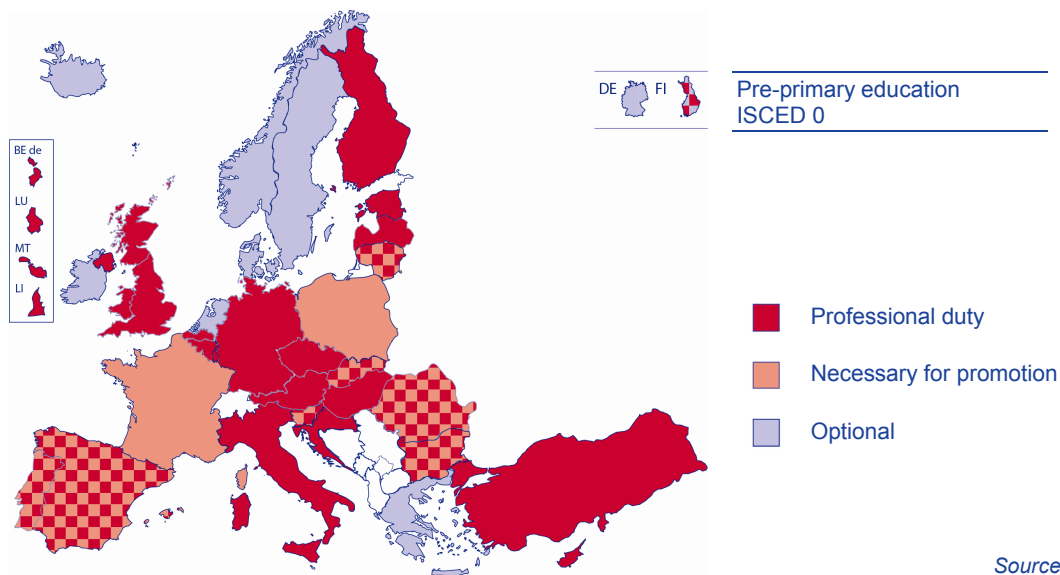 DE FI
Pre-primary education
ISCED 0
BE de
LU
MT
LI
Professional duty
Necessary for promotion
Optional
Source